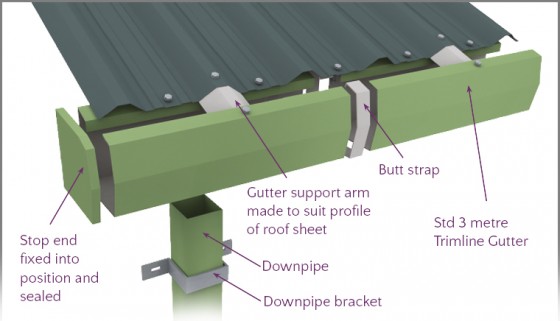 Butt strap
Gutter support arm
made to suit profile
of roof sheet
Std 3 metre
Trimline Gutter
Stop end
fixed into
position and
sealed
Downpipe
Downpipe bracket